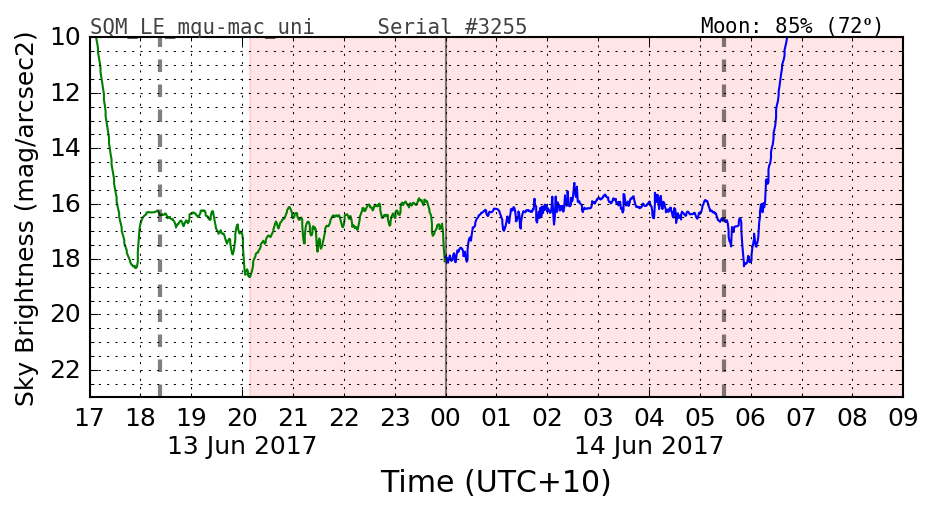 SQM_LE_mqu-mac_uni Serial #3255 Moon: 85% (72°)
Sky Brightness (mag/arcsec2)
10
12
14
16
18
20
22
17 18 19 20 21 22 23 00 01 02 03 04 05 06 07 08 09
13 Jun 2017 14 Jun 2017
Time (UTC+10)